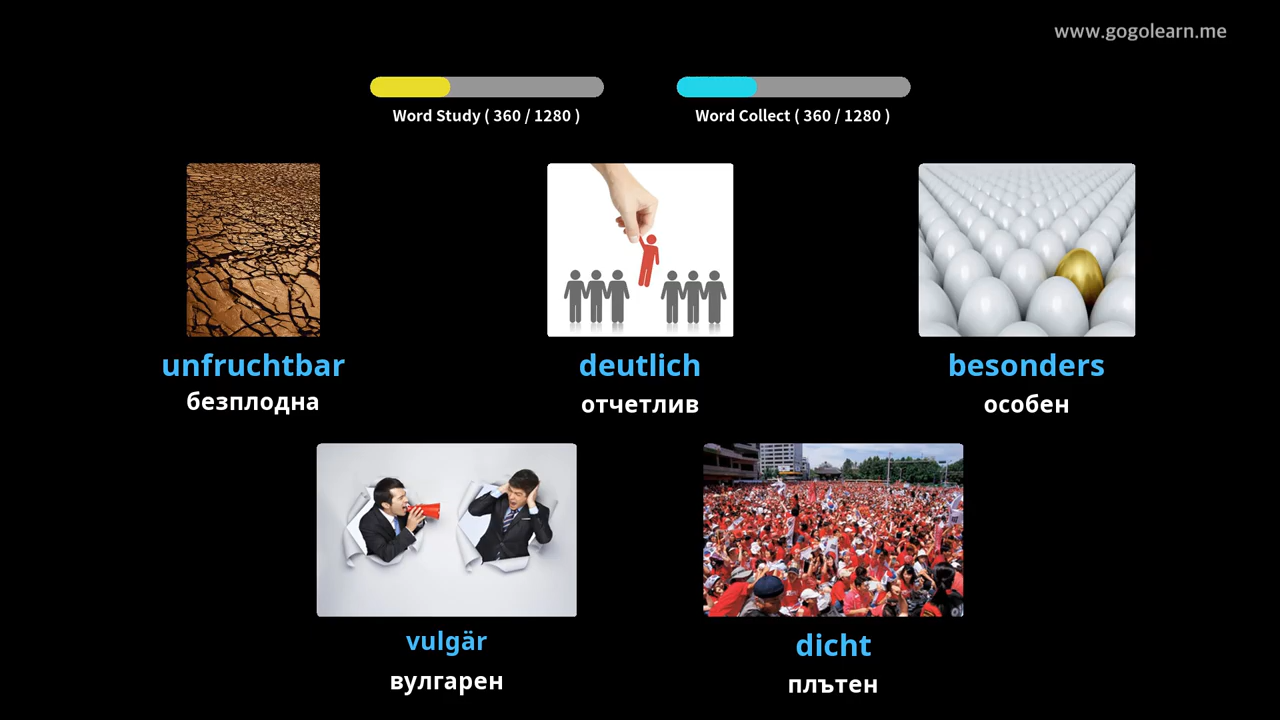 www.gogolearn.me
Word Study ( 360 / 1280 )
Word Collect ( 360 / 1280 )
unfruchtbar
безплодна
deutlich
отчетлив
besonders
особен
vulgär
вулгарен
dicht
плътен